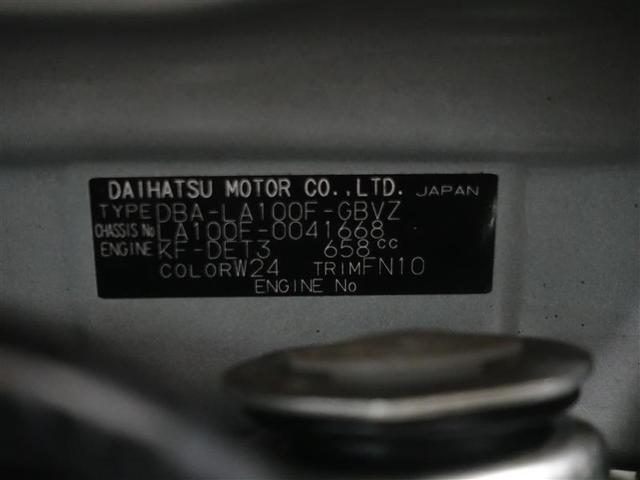 DAIHATSU MOTOR CO.,LTD. JAPAN
TYPE DBA-LA100F-GBVZ
CHASSIS No LA100F-0041668
ENGINE KF-DET3 658cc
COLOR W24 TRIM FN10
ENGINE No